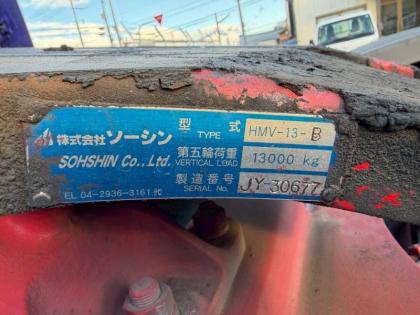 株式会社 ソーシン
SOHSHIN Co., Ltd.
EL 04-2936-3161 代
型式 HMV-13-B
TYPE
第五輪荷重 13000 kg
VERTICAL LOAD
製造番号 JY-30677
SERIAL No.